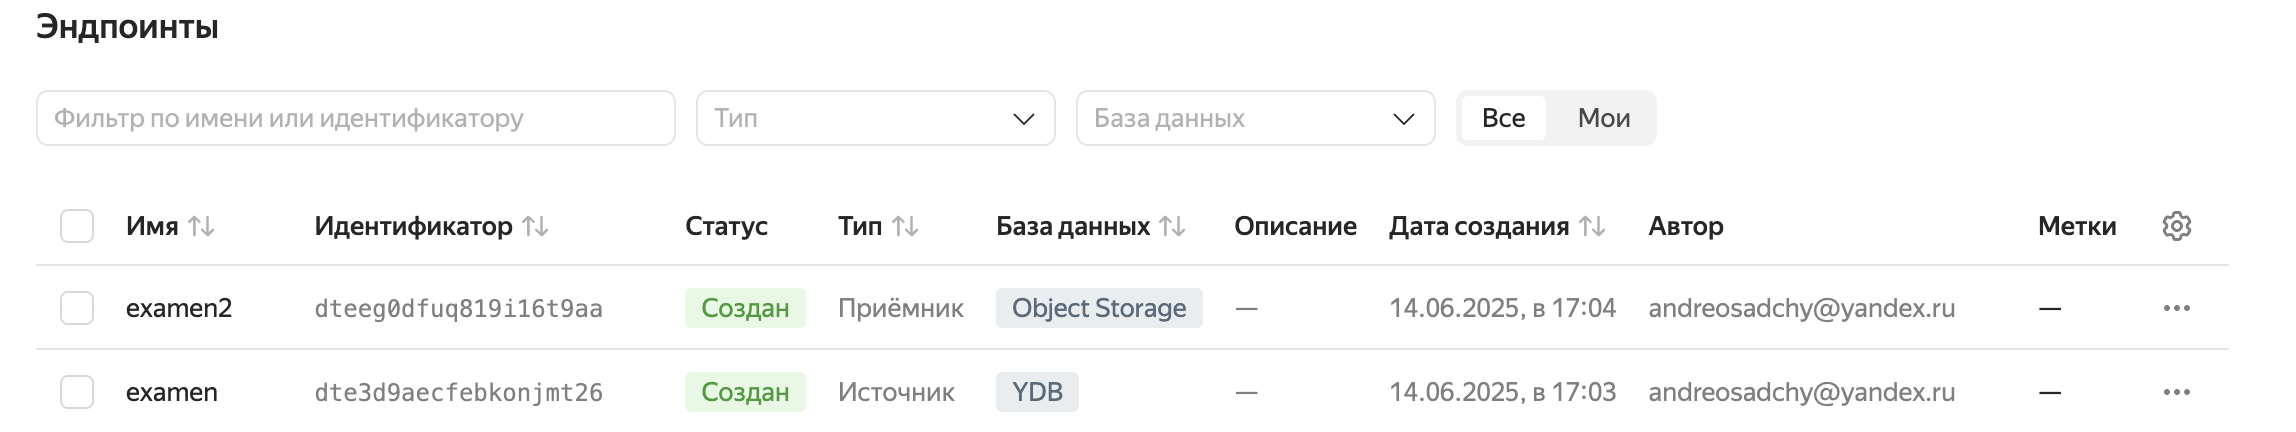 Эндпоинты
Фильтр по имени или идентификатору Тип База данных Все Мои
Имя Идентификатор Статус Тип База данных Описание Дата создания Автор Метки
examen2 dteeg0dfuq819i16t9aa Создан Приёмник Object Storage — 14.06.2025, в 17:04 andreosadchy@yandex.ru —
examen dte3d9aecfebkonjmt26 Создан Источник YDB — 14.06.2025, в 17:03 andreosadchy@yandex.ru —